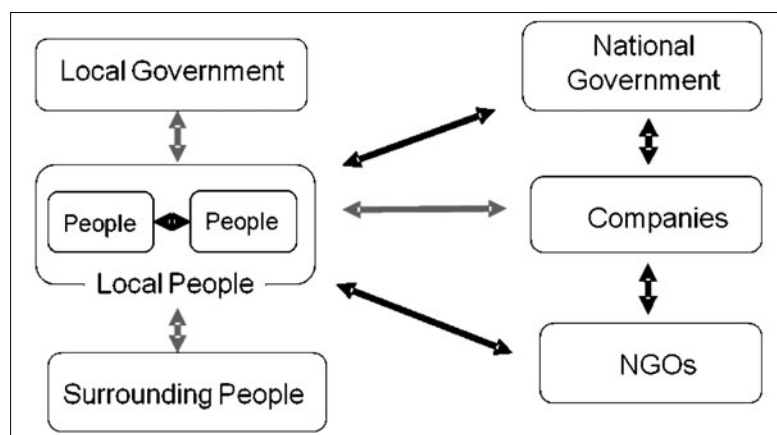 Local Government
National
Government
People
People
Local People
Companies
Surrounding People
NGOs